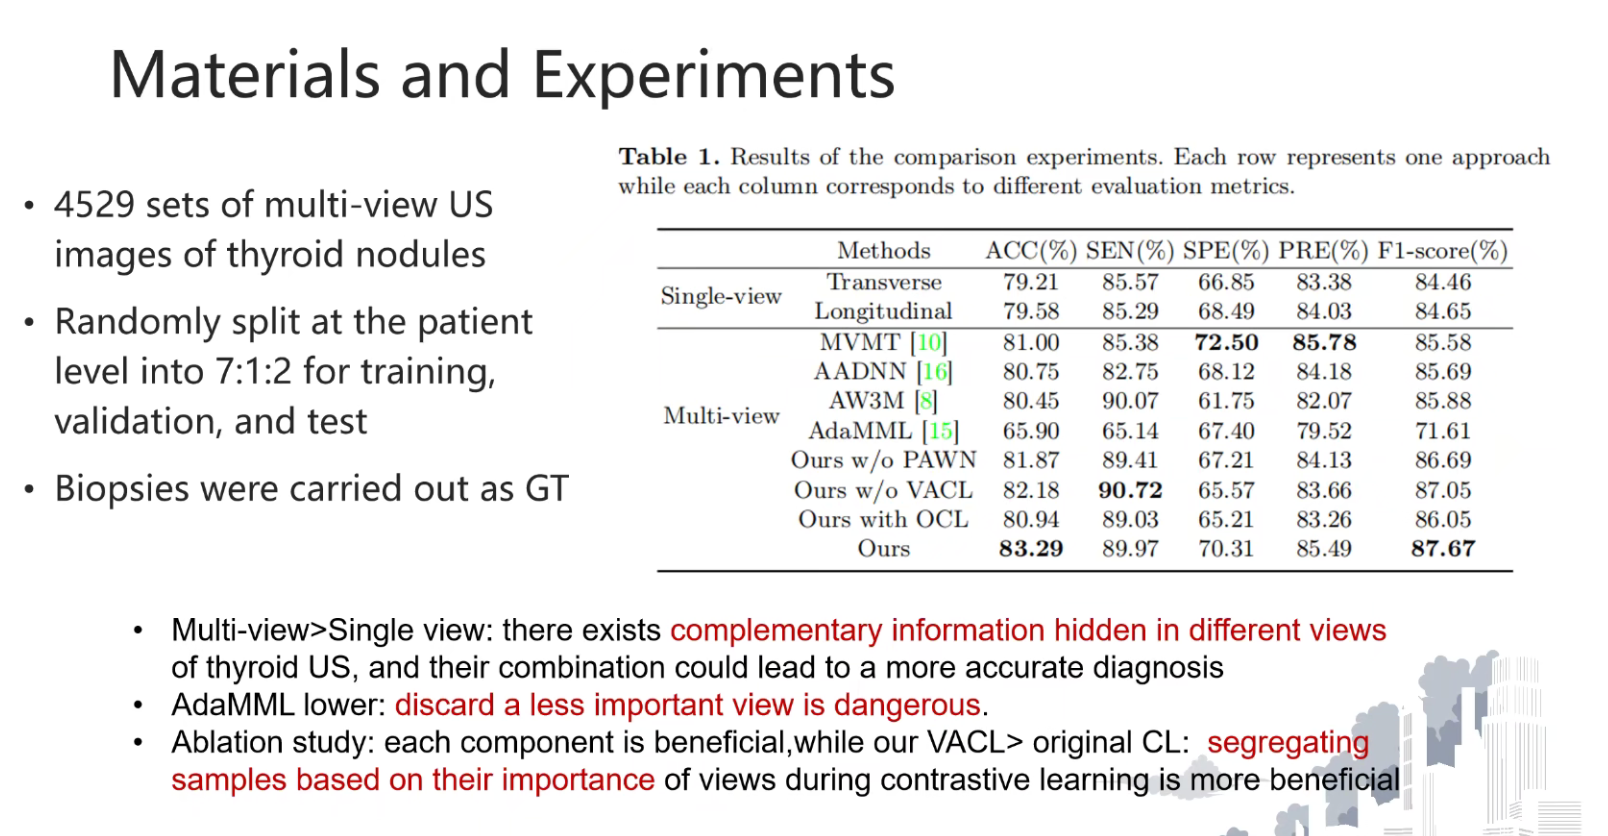 Materials and Experiments
• 4529 sets of multi-view US
images of thyroid nodules
• Randomly split at the patient
level into 7:1:2 for training,
validation, and test
• Biopsies were carried out as GT
Table 1. Results of the comparison experiments. Each row represents one approach
while each column corresponds to different evaluation metrics.
Methods ACC(%) SEN(%) SPE(%) PRE(%) F1-score(%)
Single-view
Transverse 79.21 85.57 66.85 83.38 84.46
Longitudinal 79.58 85.29 68.49 84.03 84.65
Multi-view
MVMT [10] 81.00 85.38 72.50 85.78 85.58
AADNN [16] 80.75 82.75 68.12 84.18 85.69
AW3M [8] 80.45 90.07 61.75 82.07 85.88
AdaMML [15] 65.90 65.14 67.40 79.52 71.61
Ours w/o PAWN 81.87 89.41 67.21 84.13 86.69
Ours w/o VACL 82.18 90.72 65.57 83.66 87.05
Ours with OCL 80.94 89.03 65.21 83.26 86.05
Ours 83.29 89.97 70.31 85.49 87.67
• Multi-view>Single view: there exists complementary information hidden in different views
of thyroid US, and their combination could lead to a more accurate diagnosis
• AdaMML lower: discard a less important view is dangerous.
• Ablation study: each component is beneficial,while our VACL> original CL: segregating
samples based on their importance of views during contrastive learning is more beneficial